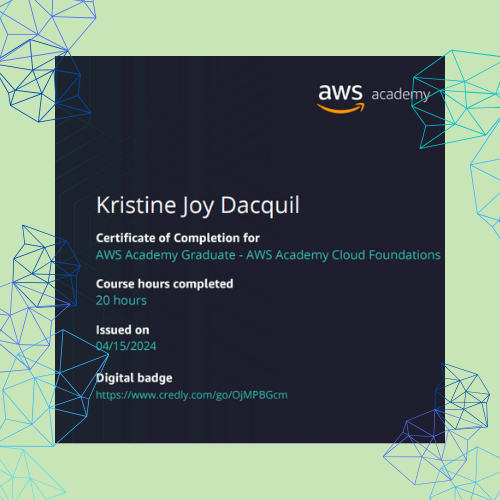 aws academy
Kristine Joy Dacquil
Certificate of Completion for
AWS Academy Graduate - AWS Academy Cloud Foundations
Course hours completed
20 hours
Issued on
04/15/2024
Digital badge
https://www.credly.com/go/OjMPBGcm